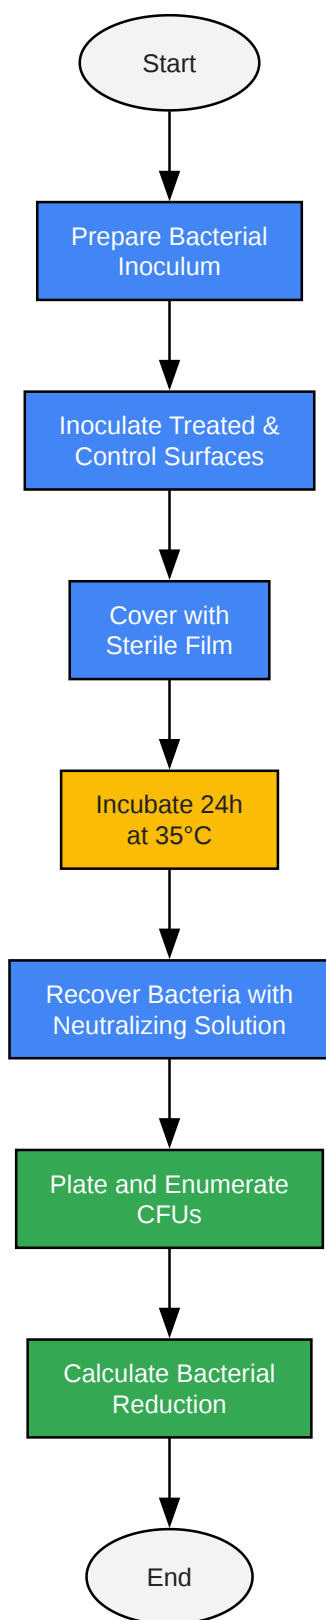 Start
Prepare Bacterial
Inoculum
Inoculate Treated &
Control Surfaces
Cover with
Sterile Film
Incubate 24h
at 35°C
Recover Bacteria with
Neutralizing Solution
Plate and Enumerate
CFUs
Calculate Bacterial
Reduction
End